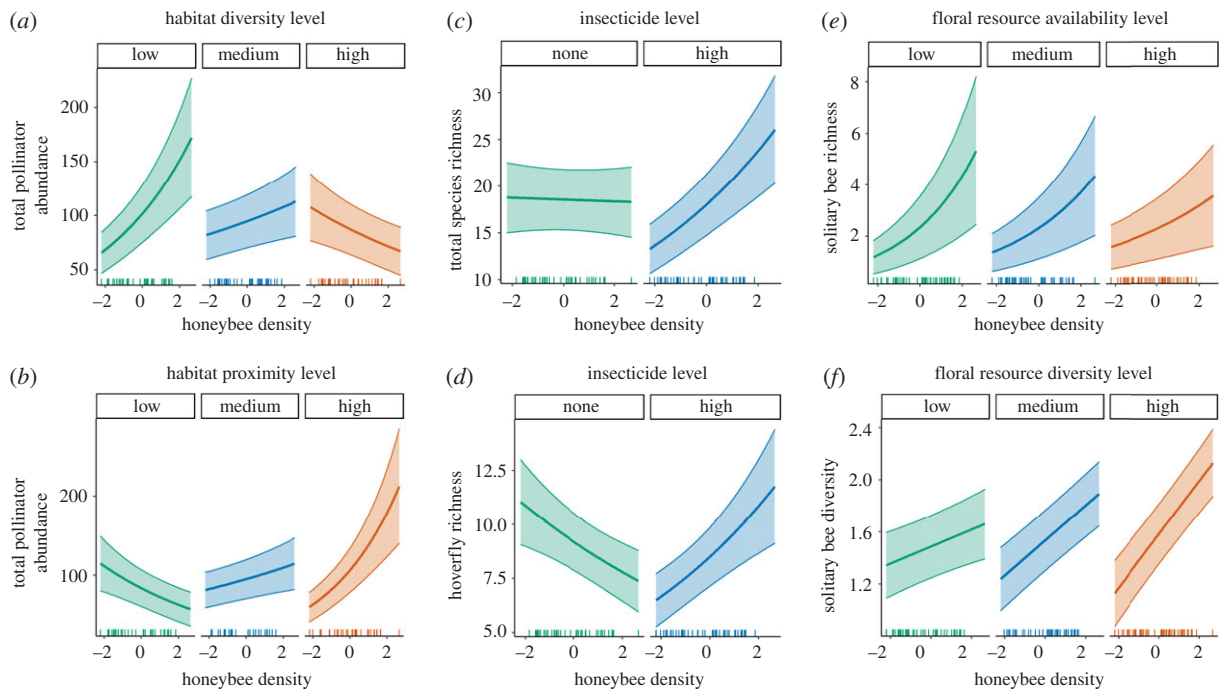 (a) habitat diversity level
low medium high
total pollinator
abundance
200
150
100
50
−2 0 2 −2 0 2 −2 0 2
honeybee density
(c) insecticide level
none high
ttotal species richness
30
25
20
15
10
−2 0 2 −2 0 2
honeybee density
(e) floral resource availability level
low medium high
solitary bee richness
8
6
4
2
−2 0 2 −2 0 2 −2 0 2
honeybee density
(b) habitat proximity level
low medium high
total pollinator
abundance
200
100
−2 0 2 −2 0 2 −2 0 2
honeybee density
(d) insecticide level
none high
hoverfly richness
12.5
10.0
7.5
5.0
−2 0 2 −2 0 2
honeybee density
(f) floral resource diversity level
low medium high
solitary bee diversity
2.4
2.0
1.6
1.2
−2 0 2 −2 0 2 −2 0 2
honeybee density